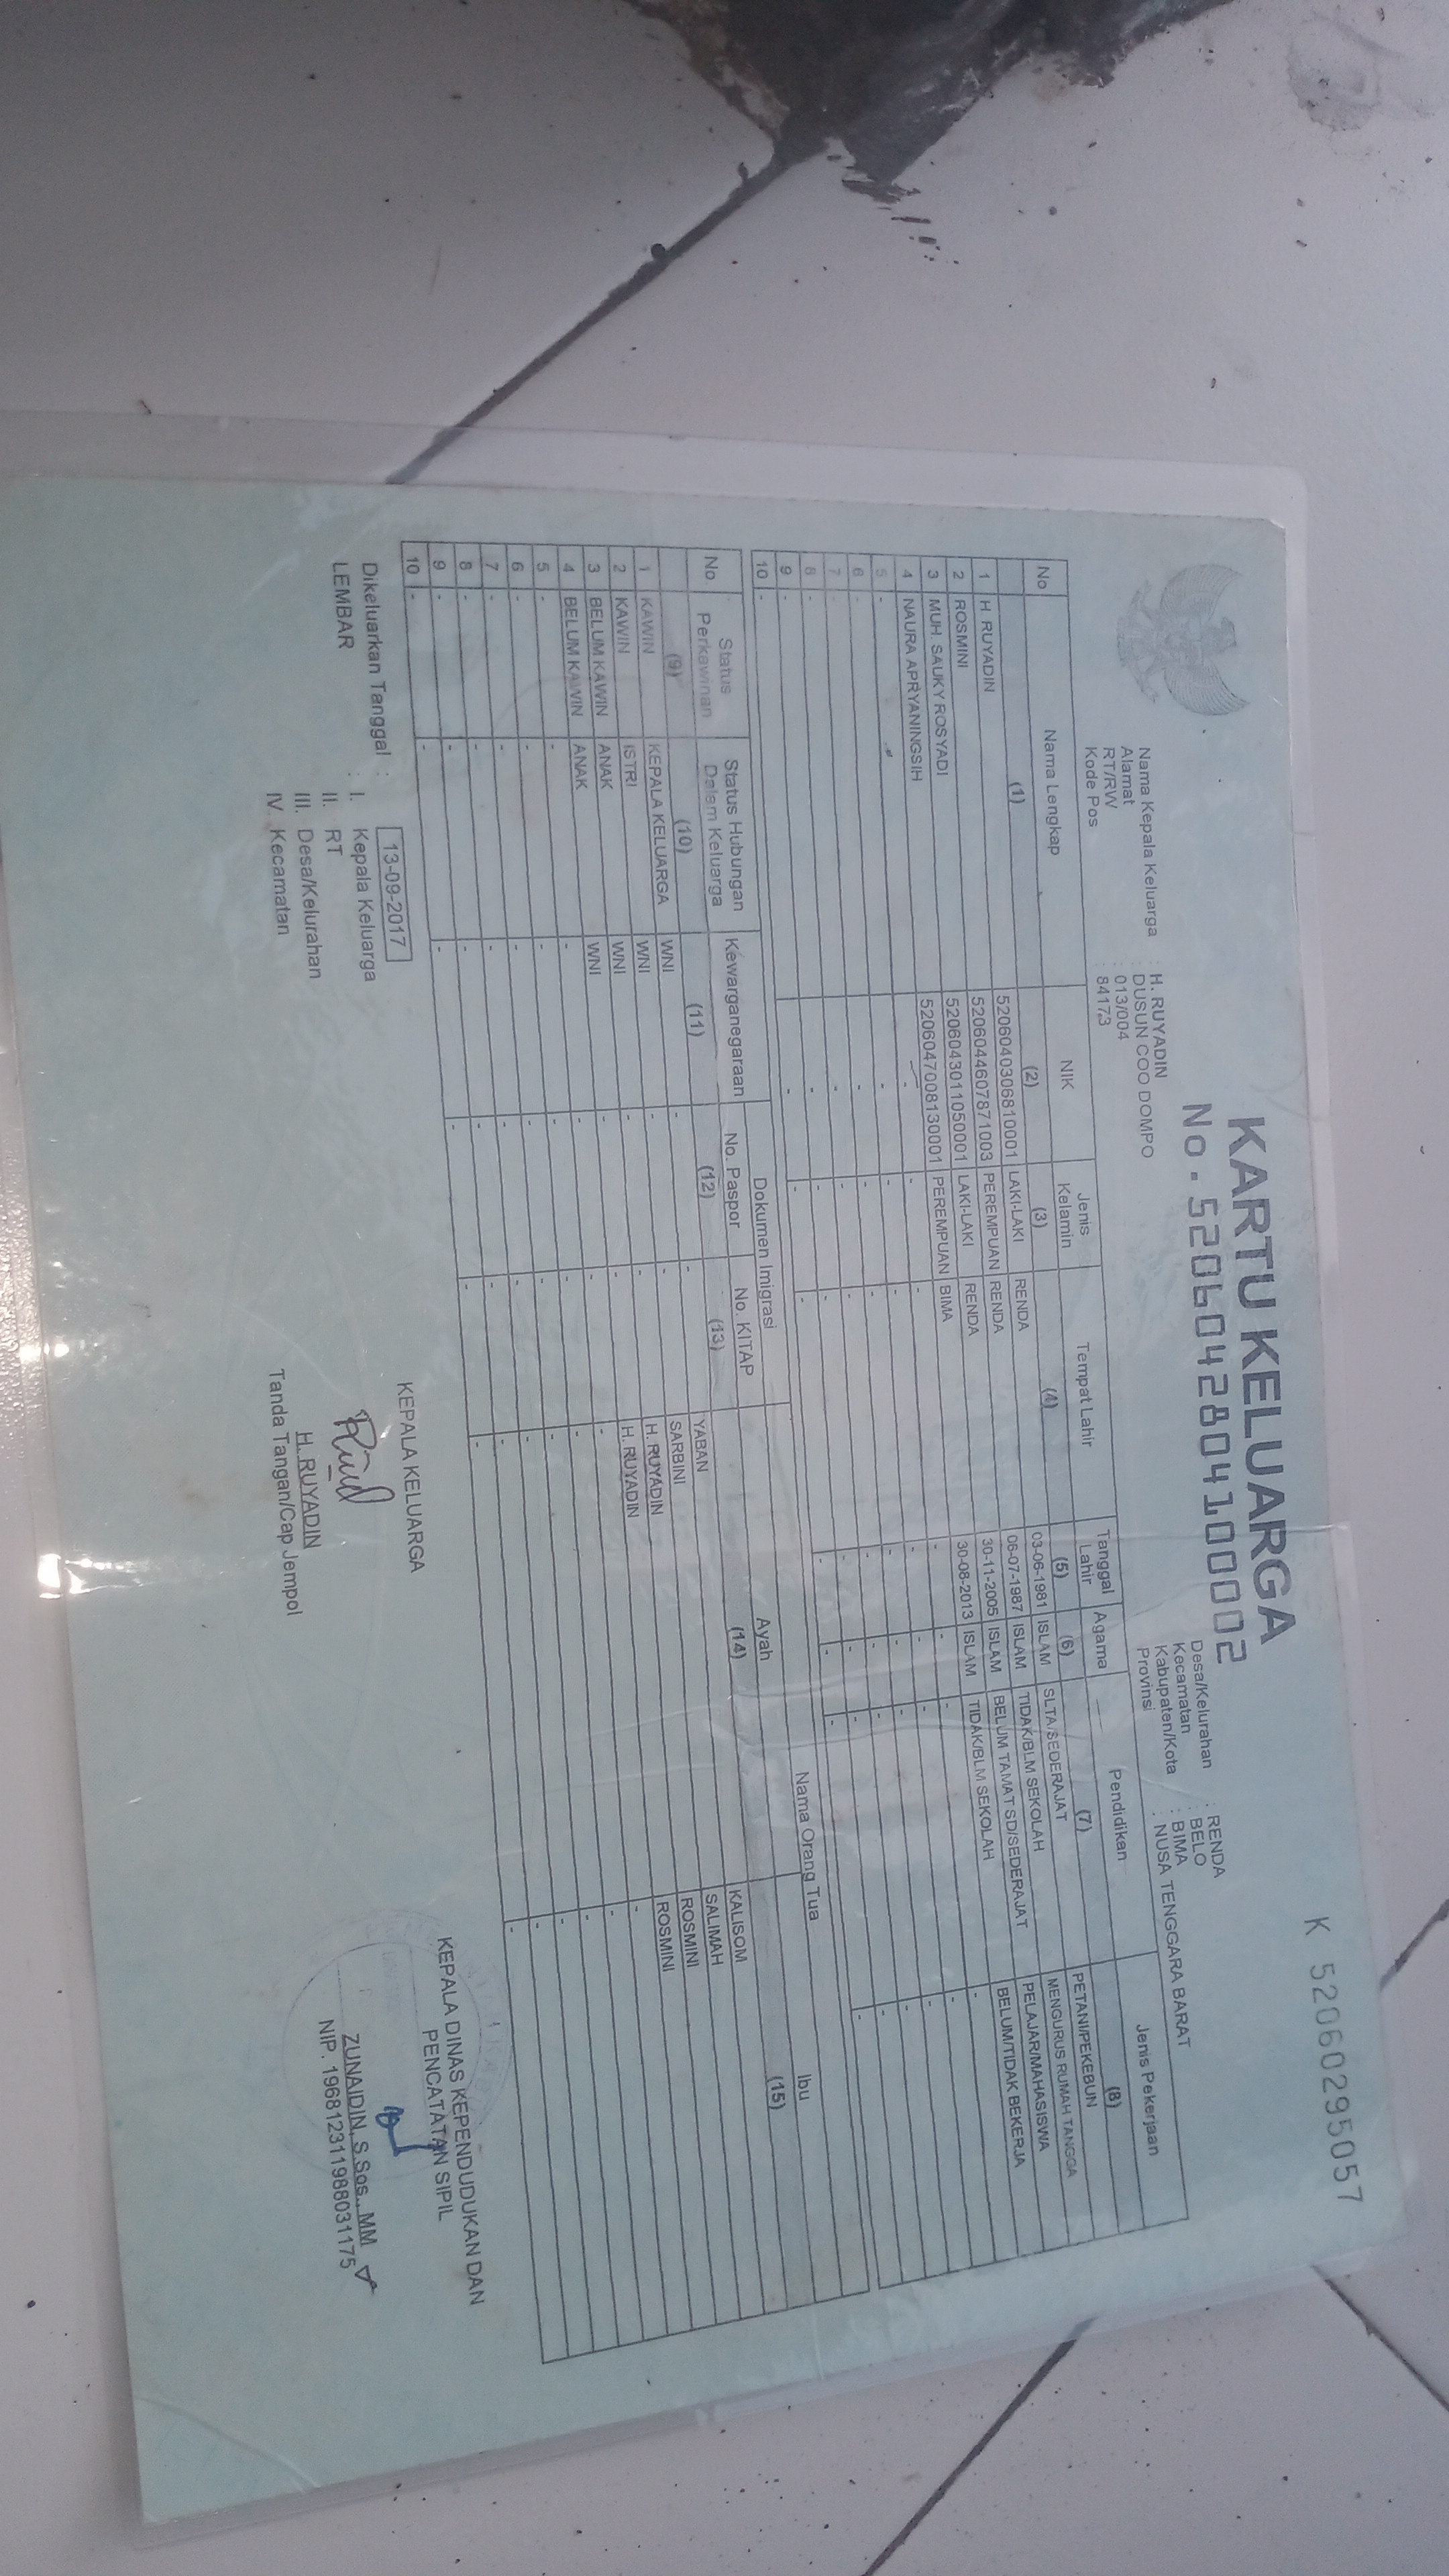 K 52060295057
KARTU KELUARGA
No. 5206042804100002
Nama Kepala Keluarga : H. RUYADIN
Alamat : DUSUN COO DOMPO
RT/RW : 013/004
Kode Pos : 84173
Desa/Kelurahan : RENDA
Kecamatan : BELO
Kabupaten/Kota : BIMA
Provinsi : NUSA TENGGARA BARAT
No Nama Lengkap NIK Jenis Kelamin Tempat Lahir Tanggal Lahir Agama Pendidikan Jenis Pekerjaan
(1) (2) (3) (4) (5) (6) (7) (8)
1 H. RUYADIN 5206040306810001 LAKI-LAKI RENDA 03-06-1981 ISLAM SLTA/SEDERAJAT PETANI/PEKEBUN
2 ROSMINI 5206044607871003 PEREMPUAN RENDA 06-07-1987 ISLAM TIDAK/BLM SEKOLAH MENGURUS RUMAH TANGGA
3 MUH. SAUKY ROSYADI 5206043011050001 LAKI-LAKI RENDA 30-11-2005 ISLAM BELUM TAMAT SD/SEDERAJAT PELAJAR/MAHASISWA
4 NAURA APRYANINGSIH 5206047008130001 PEREMPUAN BIMA 30-08-2013 ISLAM TIDAK/BLM SEKOLAH BELUM/TIDAK BEKERJA
5 - - - - - - - -
6 - - - - - - - -
7 - - - - - - - -
8 - - - - - - - -
9 - - - - - - - -
10 - - - - - - - -
No Status Perkawinan Status Hubungan Dalam Keluarga Kewarganegaraan Dokumen Imigrasi Nama Orang Tua
No. Paspor No. KITAP Ayah Ibu
(9) (10) (11) (12) (13) (14) (15)
1 KAWIN KEPALA KELUARGA WNI - - YABAN KALISOM
2 KAWIN ISTRI WNI - - SARBINI SALIMAH
3 BELUM KAWIN ANAK WNI - - H. RUYADIN ROSMINI
4 BELUM KAWIN ANAK WNI - - H. RUYADIN ROSMINI
5 - - - - - - -
6 - - - - - - -
7 - - - - - - -
8 - - - - - - -
9 - - - - - - -
10 - - - - - - -
Dikeluarkan Tanggal : 13-09-2017
LEMBAR : I. Kepala Keluarga
II. RT
III. Desa/Kelurahan
IV. Kecamatan
KEPALA KELUARGA
H. RUYADIN
Tanda Tangan/Cap Jempol
KEPALA DINAS KEPENDUDUKAN DAN
PENCATATAN SIPIL
ZUNAIDIN, S.Sos., MM
NIP. 196812311988031175